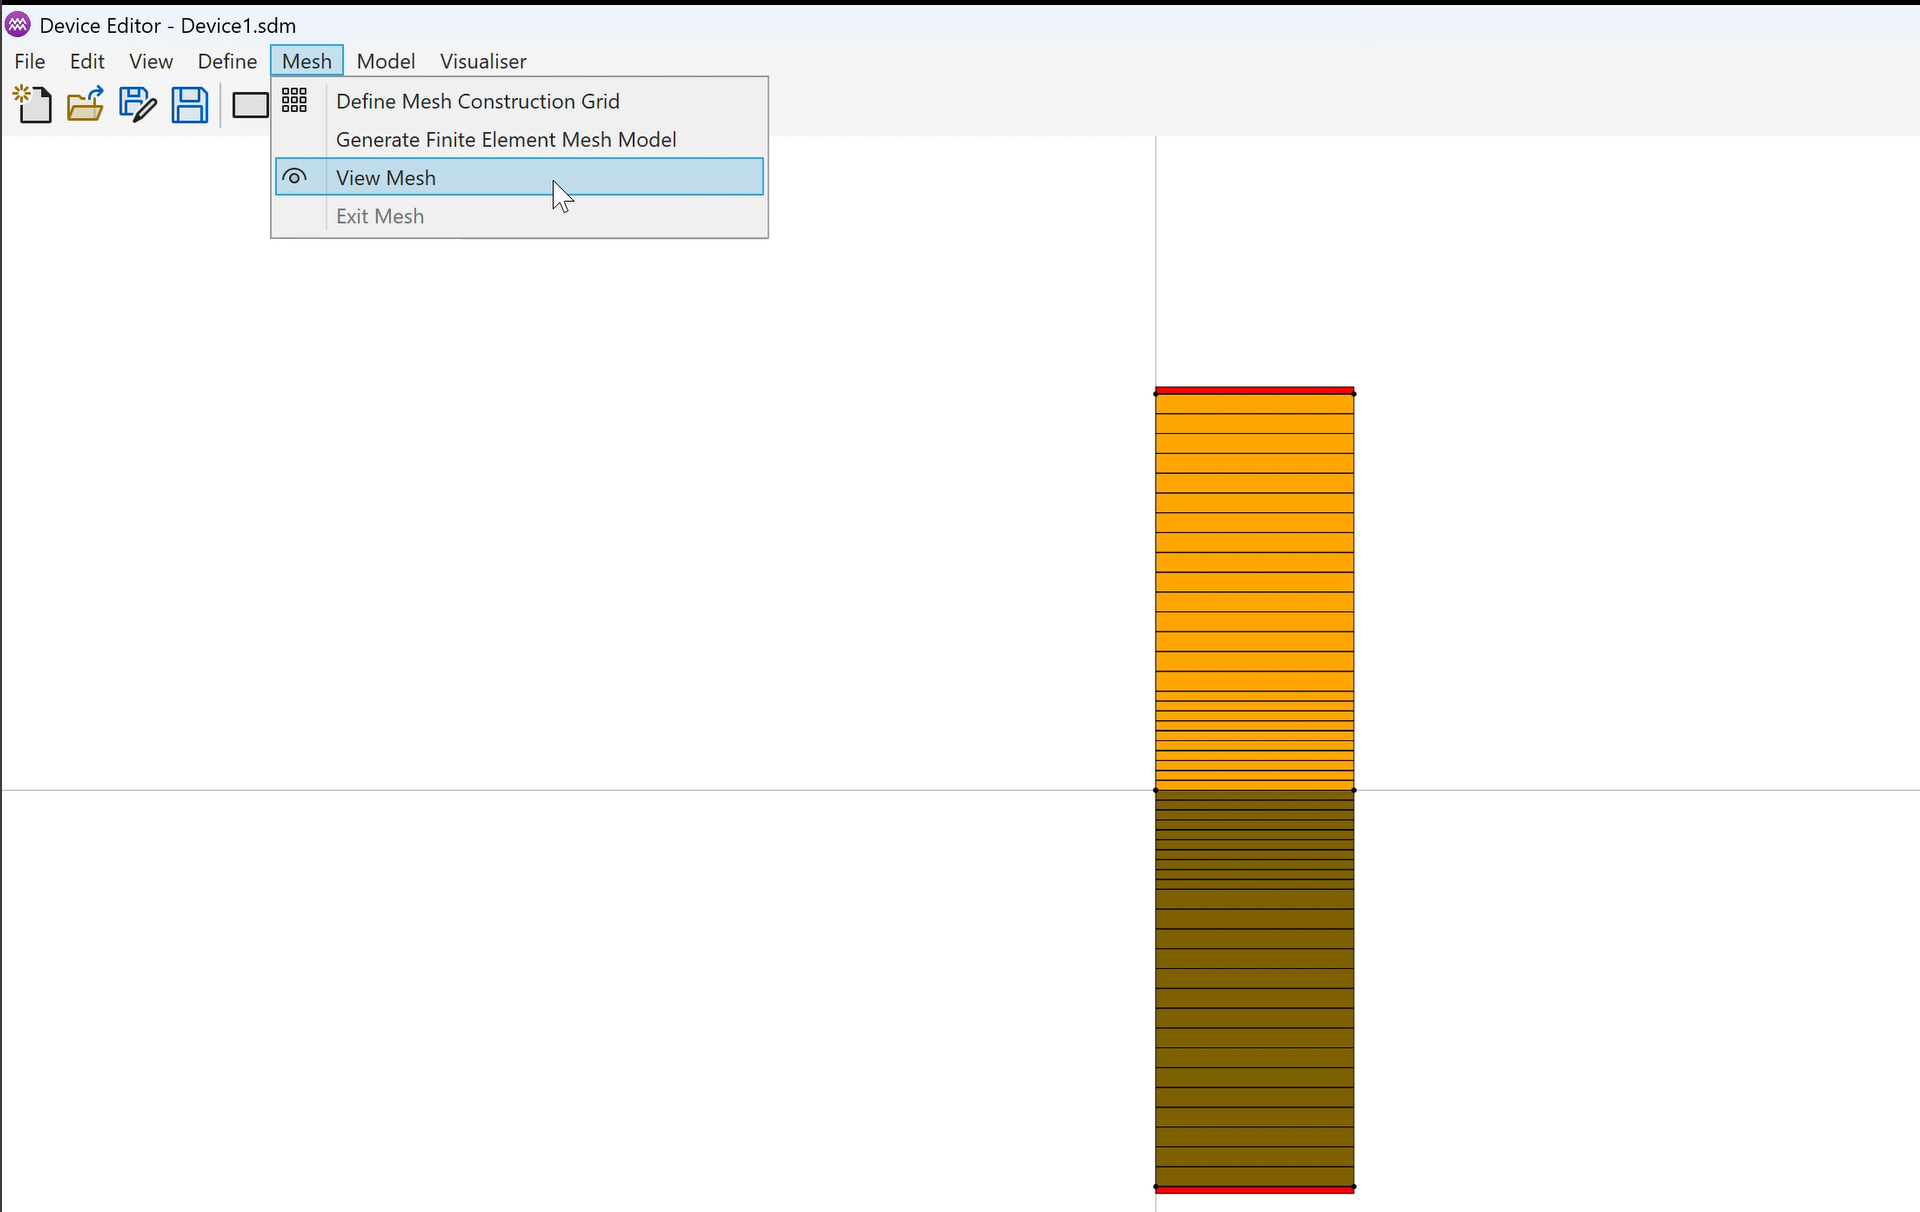 Device Editor - Device1.sdm
File Edit View Define Mesh Model Visualiser
Define Mesh Construction Grid
Generate Finite Element Mesh Model
View Mesh
Exit Mesh